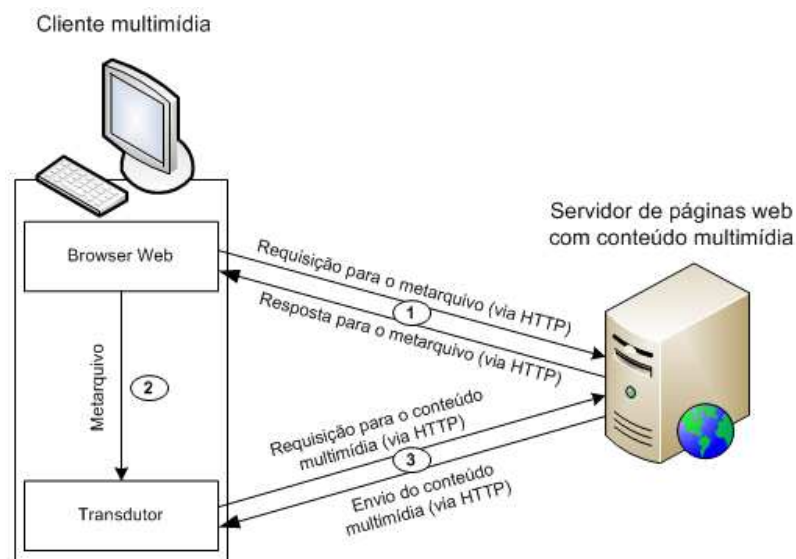 Cliente multimídia
Servidor de páginas web
com conteúdo multimídia
Browser Web
Requisição para o metarquivo (via HTTP)
1
Resposta para o metarquivo (via HTTP)
Metarquivo
2
Requisição para o conteúdo
multimídia (via HTTP)
3
Envio do conteúdo
multimídia (via HTTP)
Transdutor